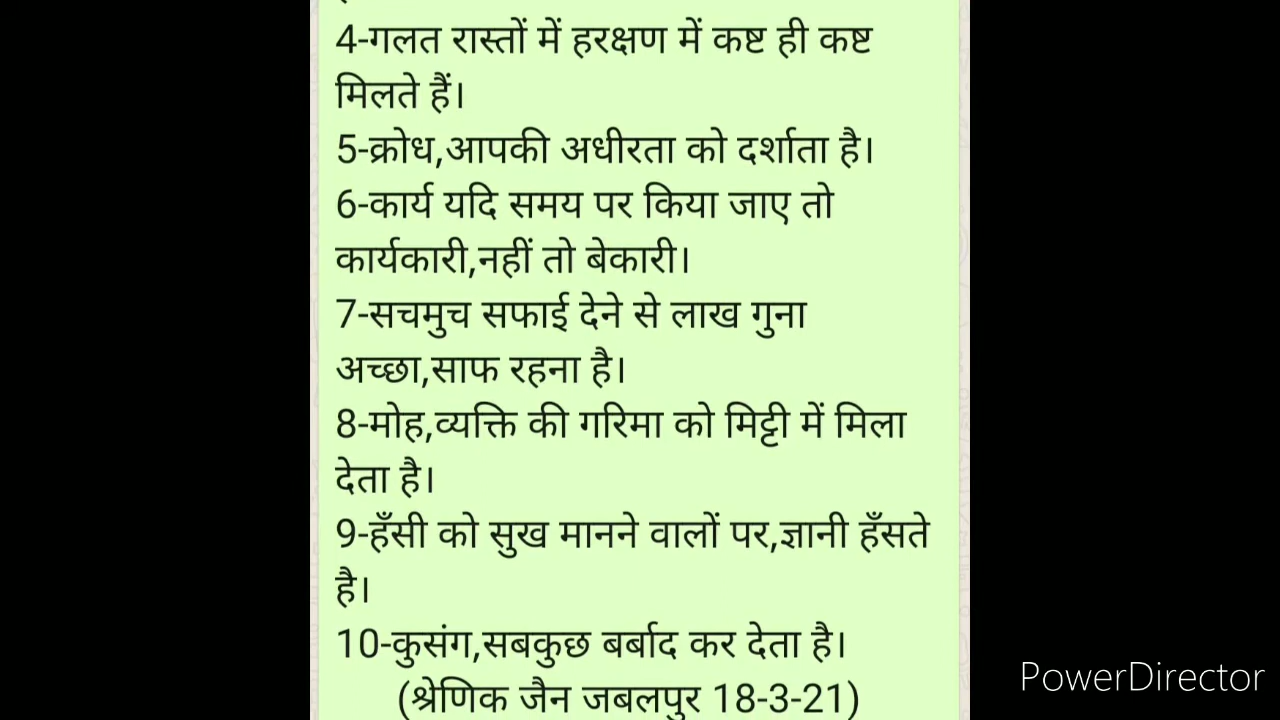 4-गलत रास्तों में हरक्षण में कष्ट ही कष्ट
मिलते हैं।
5-क्रोध,आपकी अधीरता को दर्शाता है।
6-कार्य यदि समय पर किया जाए तो
कार्यकारी,नहीं तो बेकारी।
7-सचमुच सफाई देने से लाख गुना
अच्छा,साफ रहना है।
8-मोह,व्यक्ति की गरिमा को मिट्टी में मिला
देता है।
9-हँसी को सुख मानने वालों पर,ज्ञानी हँसते
है।
10-कुसंग,सबकुछ बर्बाद कर देता है।
(श्रेणिक जैन जबलपुर 18-3-21)
PowerDirector